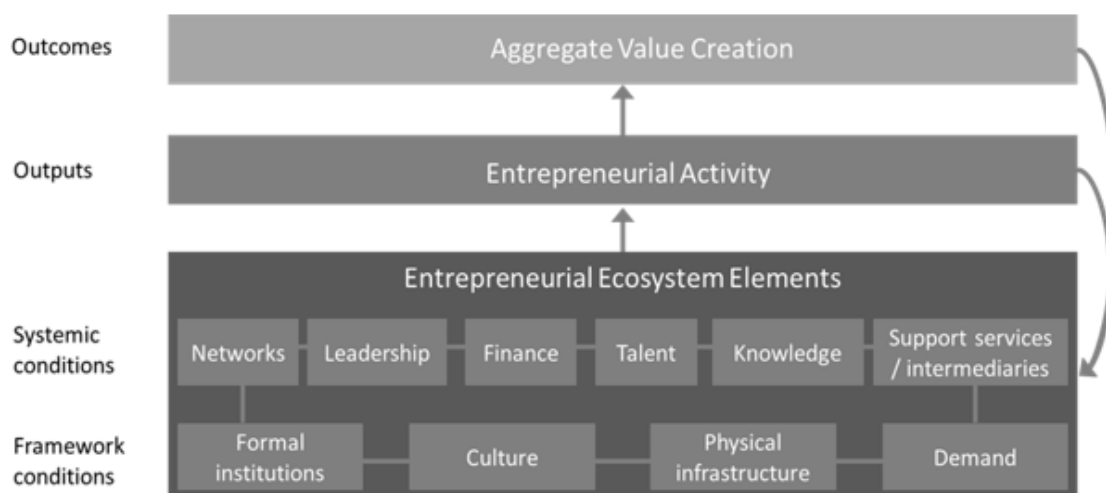 Outcomes
Aggregate Value Creation
Outputs
Entrepreneurial Activity
Entrepreneurial Ecosystem Elements
Systemic
conditions
Networks
Leadership
Finance
Talent
Knowledge
Support services
/ intermediaries
Framework
conditions
Formal
institutions
Culture
Physical
infrastructure
Demand